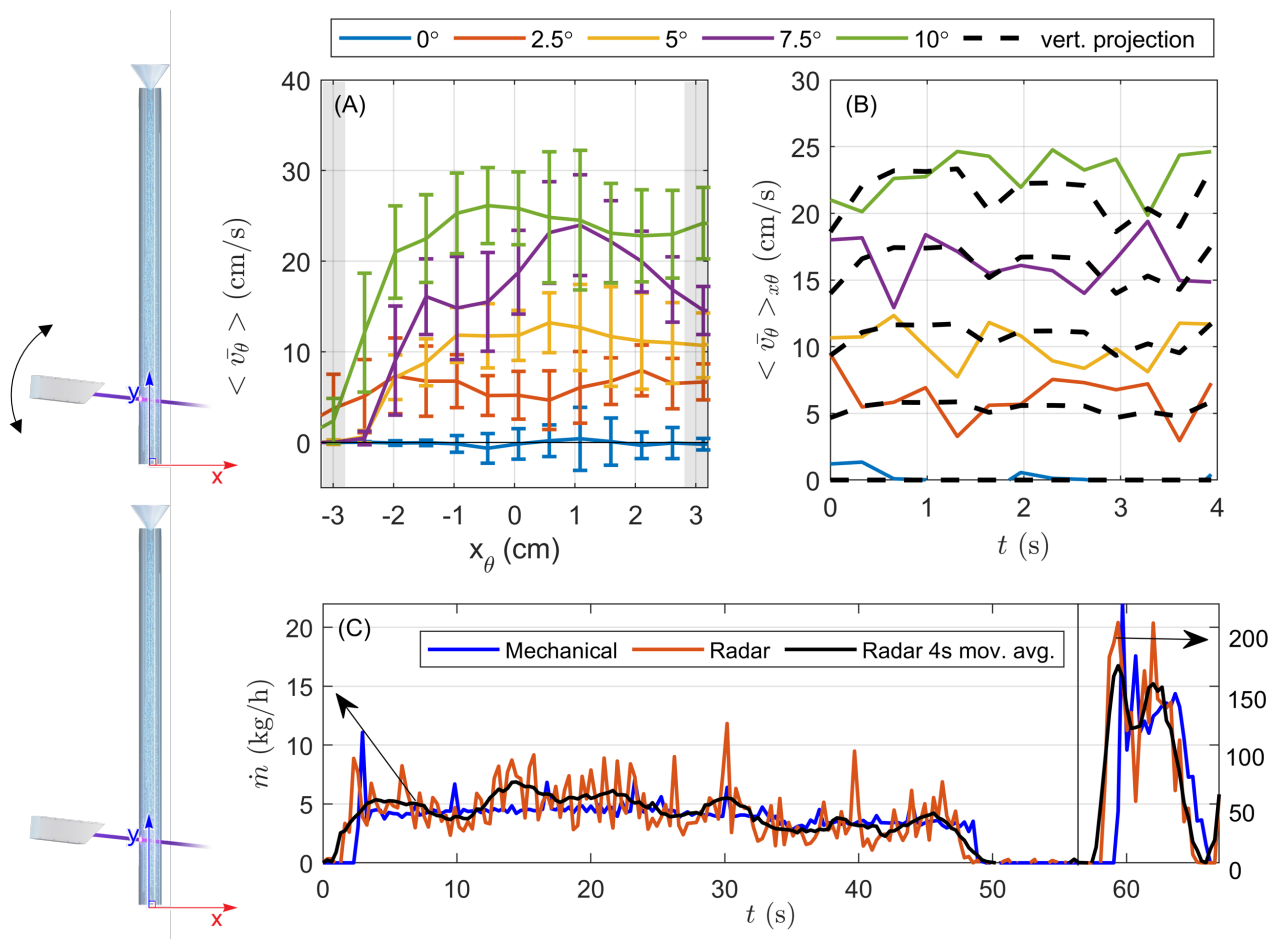 0° 2.5° 5° 7.5° 10° vert. projection
(A)
40
30
20
10
0
< v̄θ > (cm/s)
-3 -2 -1 0 1 2 3
xθ (cm)
(B)
30
25
20
15
10
5
0
< v̄θ >xθ (cm/s)
0 1 2 3 4
t (s)
y
x
y
x
(C)
Mechanical Radar Radar 4s mov. avg.
20
15
10
5
0
ṁ (kg/h)
200
150
100
50
0
0 10 20 30 40 50 60
t (s)